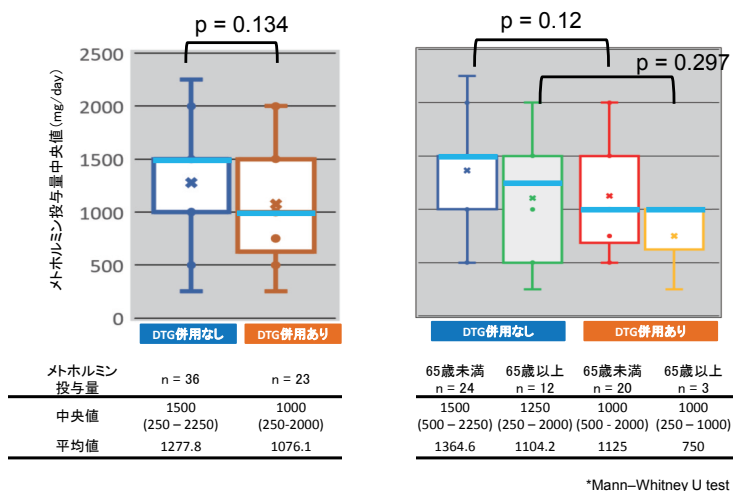 p = 0.134
メトホルミン投与量中央値(mg/day)
2500
2000
1500
1000
500
0
DTG併用なし DTG併用あり
p = 0.12
p = 0.297
DTG併用なし DTG併用あり
メトホルミン
投与量 n = 36 n = 23
中央値 1500 1000
(250 – 2250) (250-2000)
平均値 1277.8 1076.1
65歳未満 65歳以上 65歳未満 65歳以上
n = 24 n = 12 n = 20 n = 3
1500 1250 1000 1000
(500 – 2250) (250 – 2000) (500 - 2000) (250 – 1000)
1364.6 1104.2 1125 750
*Mann–Whitney U test